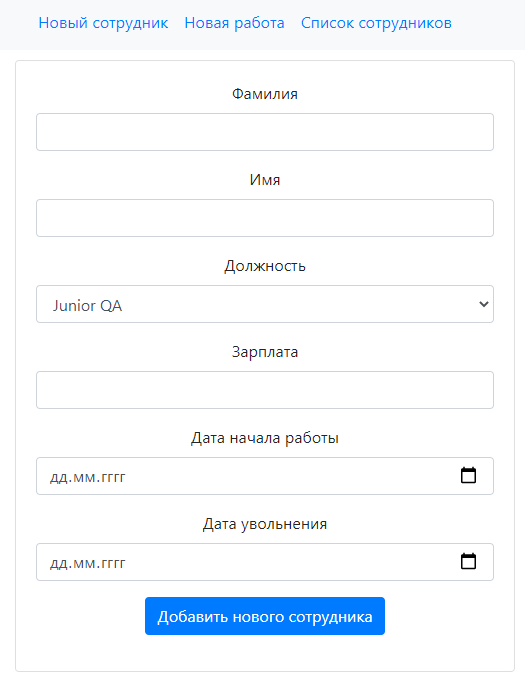 Новый сотрудник Новая работа Список сотрудников
Фамилия
Имя
Должность
Junior QA
Зарплата
Дата начала работы
дд.мм.гггг
Дата увольнения
дд.мм.гггг
Добавить нового сотрудника